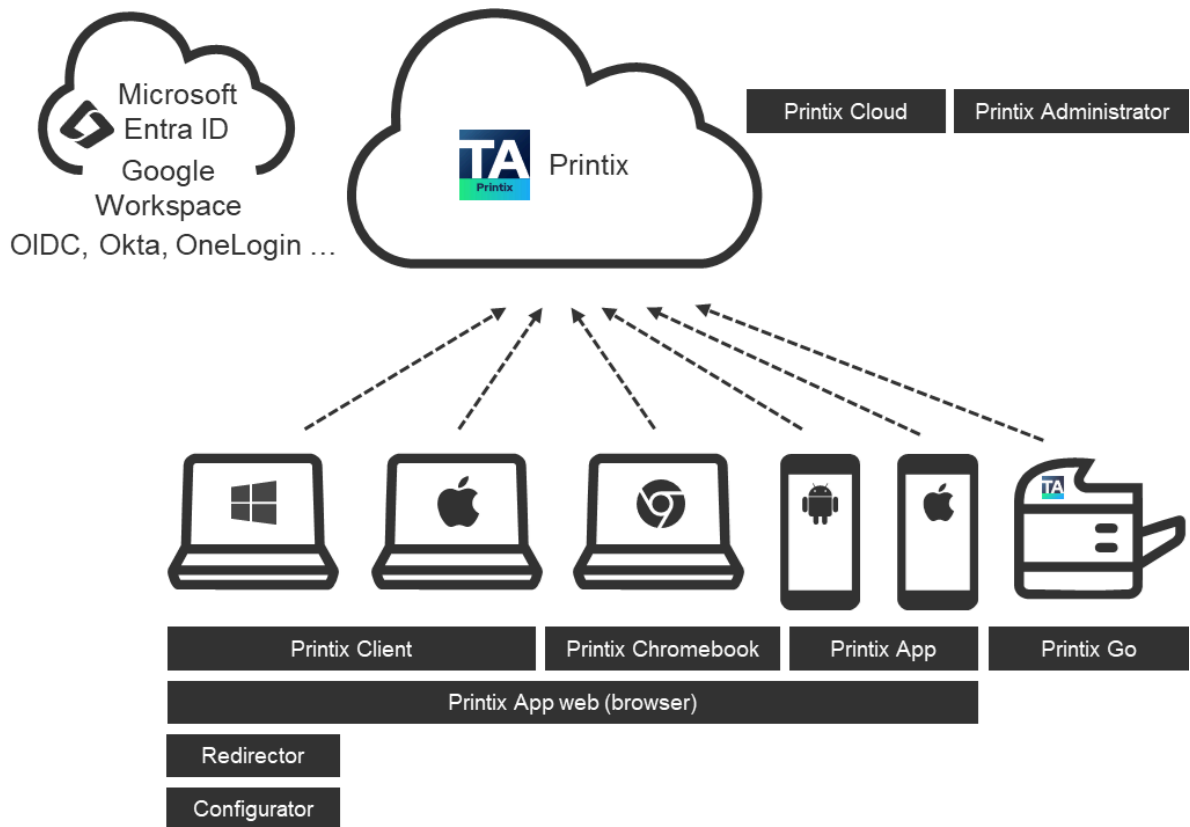 Microsoft
Entra ID
Google
Workspace
OIDC, Okta, OneLogin …
TA
Printix
Printix
Printix Cloud
Printix Administrator
TA
Printix Client
Printix Chromebook
Printix App
Printix Go
Printix App web (browser)
Redirector
Configurator